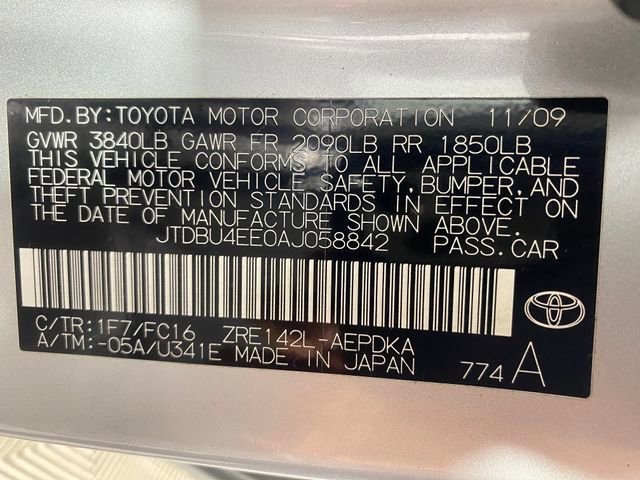 MFD.BY:TOYOTA MOTOR CORPORATION 11/09
GVWR 3840LB GAWR FR 2090LB RR 1850LB
THIS VEHICLE CONFORMS TO ALL APPLICABLE
FEDERAL MOTOR VEHICLE SAFETY,BUMPER,AND
THEFT PREVENTION STANDARDS IN EFFECT ON
THE DATE OF MANUFACTURE SHOWN ABOVE.
JTDBU4EE0AJ058842 PASS.CAR
C/TR:1F7/FC16 ZRE142L-AEPDKA
A/TM:-05A/U341E MADE IN JAPAN 774 A